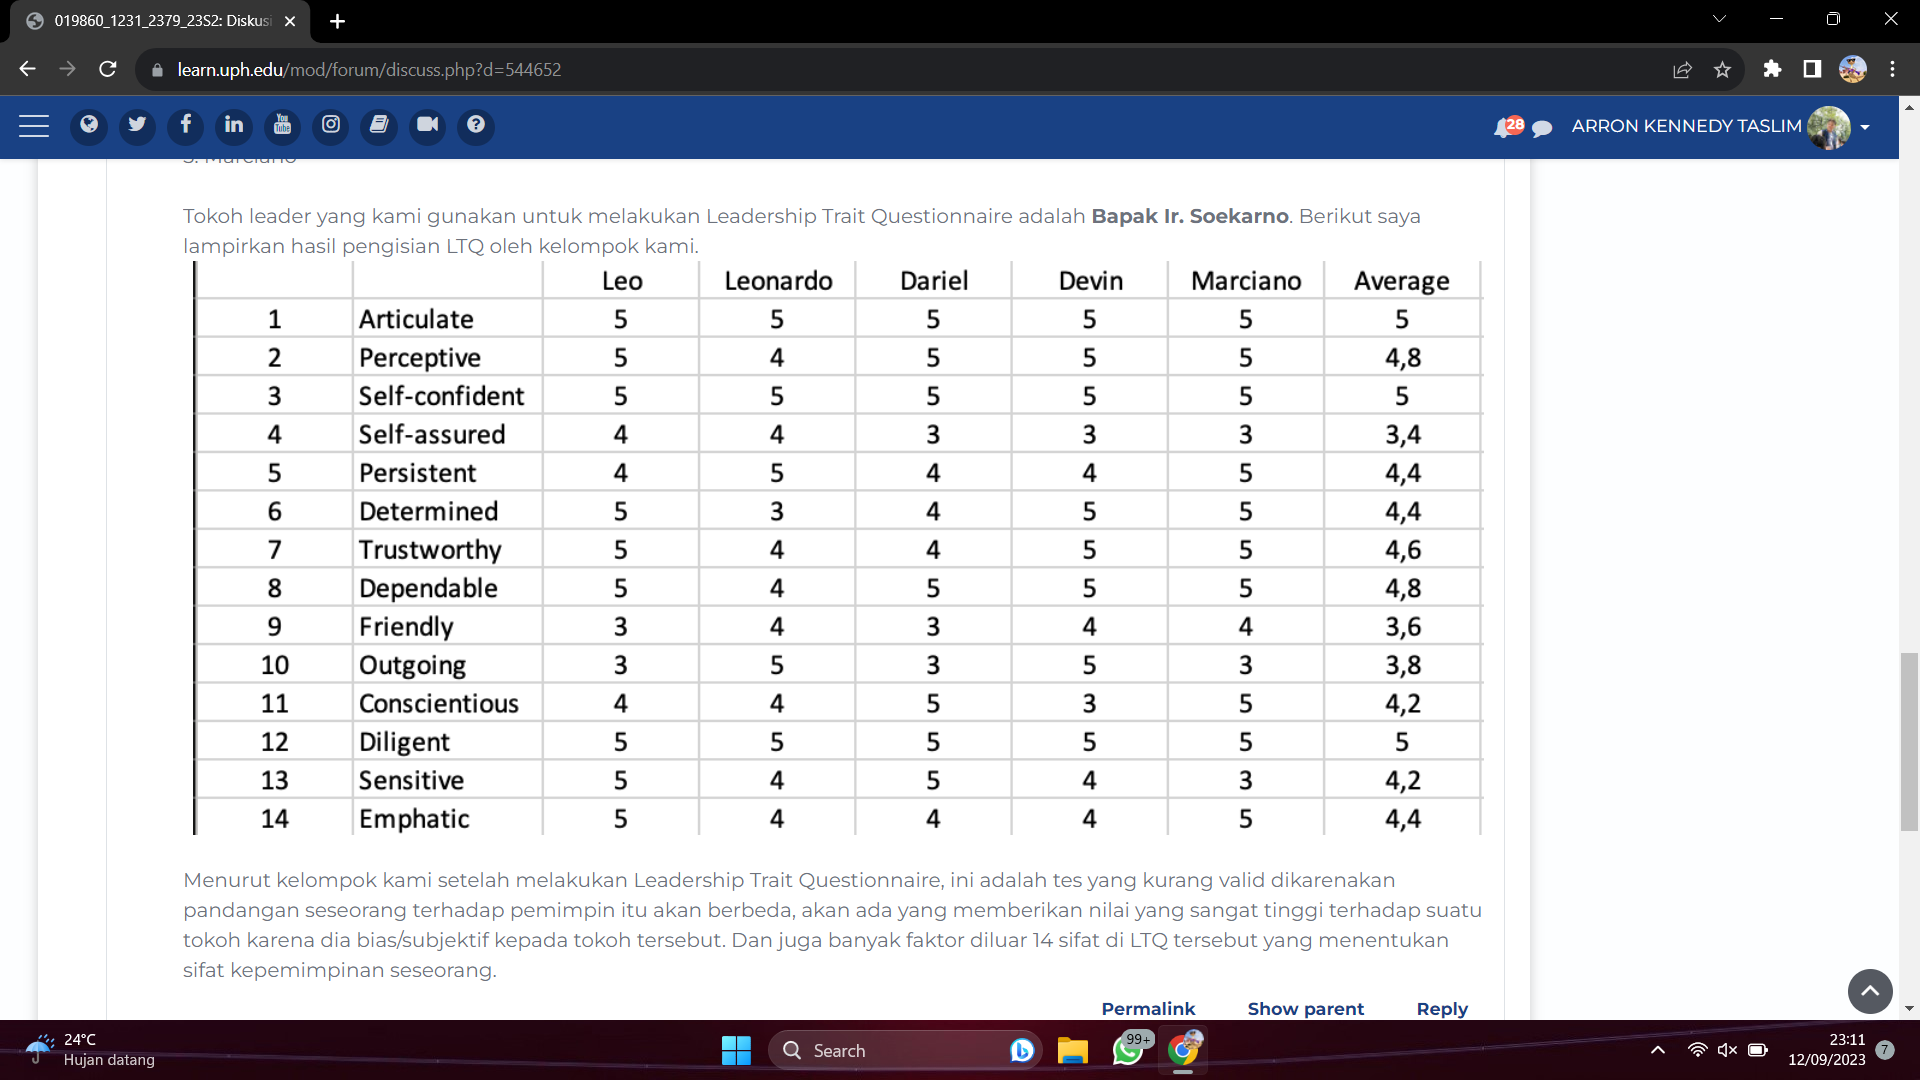 019860_1231_2379_23S2: Diskusi
learn.uph.edu/mod/forum/discuss.php?d=544652
28 ARRON KENNEDY TASLIM
Tokoh leader yang kami gunakan untuk melakukan Leadership Trait Questionnaire adalah Bapak Ir. Soekarno. Berikut saya
lampirkan hasil pengisian LTQ oleh kelompok kami.
Leo Leonardo Dariel Devin Marciano Average
1 Articulate 5 5 5 5 5 5
2 Perceptive 5 4 5 5 5 4,8
3 Self-confident 5 5 5 5 5 5
4 Self-assured 4 4 3 3 3 3,4
5 Persistent 4 5 4 4 5 4,4
6 Determined 5 3 4 5 5 4,4
7 Trustworthy 5 4 4 5 5 4,6
8 Dependable 5 4 5 5 5 4,8
9 Friendly 3 4 3 4 4 3,6
10 Outgoing 3 5 3 5 3 3,8
11 Conscientious 4 4 5 3 5 4,2
12 Diligent 5 5 5 5 5 5
13 Sensitive 5 4 5 4 3 4,2
14 Emphatic 5 4 4 4 5 4,4
Menurut kelompok kami setelah melakukan Leadership Trait Questionnaire, ini adalah tes yang kurang valid dikarenakan
pandangan seseorang terhadap pemimpin itu akan berbeda, akan ada yang memberikan nilai yang sangat tinggi terhadap suatu
tokoh karena dia bias/subjektif kepada tokoh tersebut. Dan juga banyak faktor diluar 14 sifat di LTQ tersebut yang menentukan
sifat kepemimpinan seseorang.
Permalink Show parent Reply
24°C
Hujan datang
Search
99+
23:11
12/09/2023
7